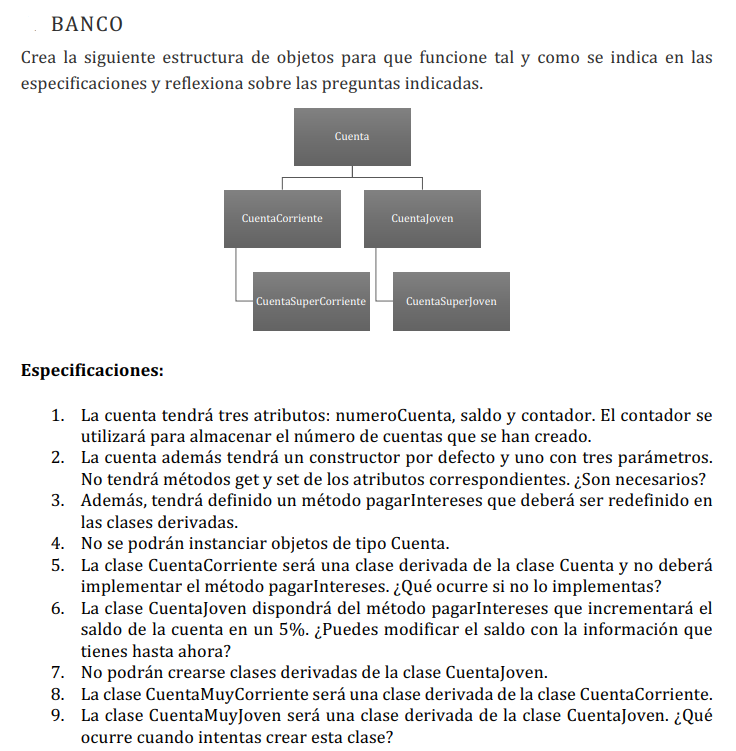 BANCO
Crea la siguiente estructura de objetos para que funcione tal y como se indica en las
especificaciones y reflexiona sobre las preguntas indicadas.
Cuenta
CuentaCorriente
CuentaJoven
CuentaSuperCorriente
CuentaSuperJoven
Especificaciones:
1. La cuenta tendrá tres atributos: numeroCuenta, saldo y contador. El contador se
utilizará para almacenar el número de cuentas que se han creado.
2. La cuenta además tendrá un constructor por defecto y uno con tres parámetros.
No tendrá métodos get y set de los atributos correspondientes. ¿Son necesarios?
3. Además, tendrá definido un método pagarIntereses que deberá ser redefinido en
las clases derivadas.
4. No se podrán instanciar objetos de tipo Cuenta.
5. La clase CuentaCorriente será una clase derivada de la clase Cuenta y no deberá
implementar el método pagarIntereses. ¿Qué ocurre si no lo implementas?
6. La clase CuentaJoven dispondrá del método pagarIntereses que incrementará el
saldo de la cuenta en un 5%. ¿Puedes modificar el saldo con la información que
tienes hasta ahora?
7. No podrán crearse clases derivadas de la clase CuentaJoven.
8. La clase CuentaMuyCorriente será una clase derivada de la clase CuentaCorriente.
9. La clase CuentaMuyJoven será una clase derivada de la clase CuentaJoven. ¿Qué
ocurre cuando intentas crear esta clase?